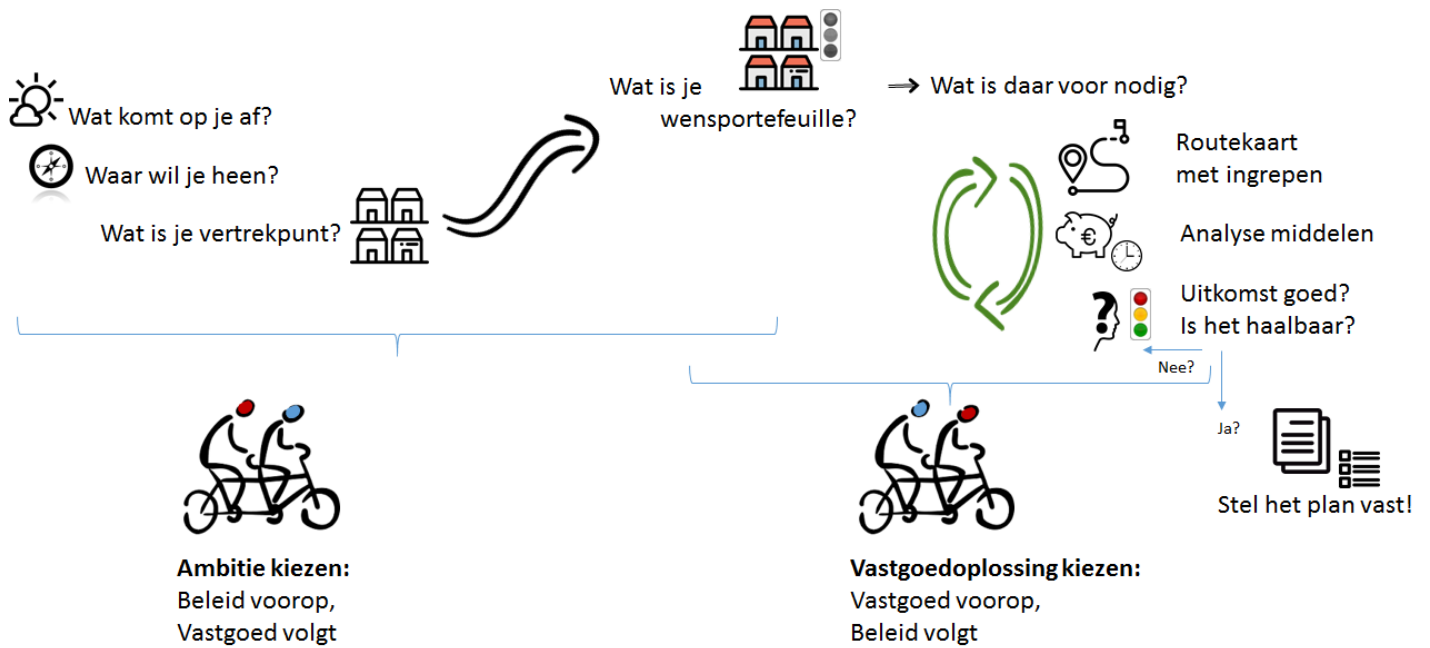 Wat komt op je af?
Waar wil je heen?
Wat is je vertrekpunt?
Wat is je
wensportefeuille?
Wat is daar voor nodig?
Routekaart
met ingrepen
€
Analyse middelen
?
Uitkomst goed?
Is het haalbaar?
Nee?
Ja?
Stel het plan vast!
Ambitie kiezen:
Beleid voorop,
Vastgoed volgt
Vastgoedoplossing kiezen:
Vastgoed voorop,
Beleid volgt